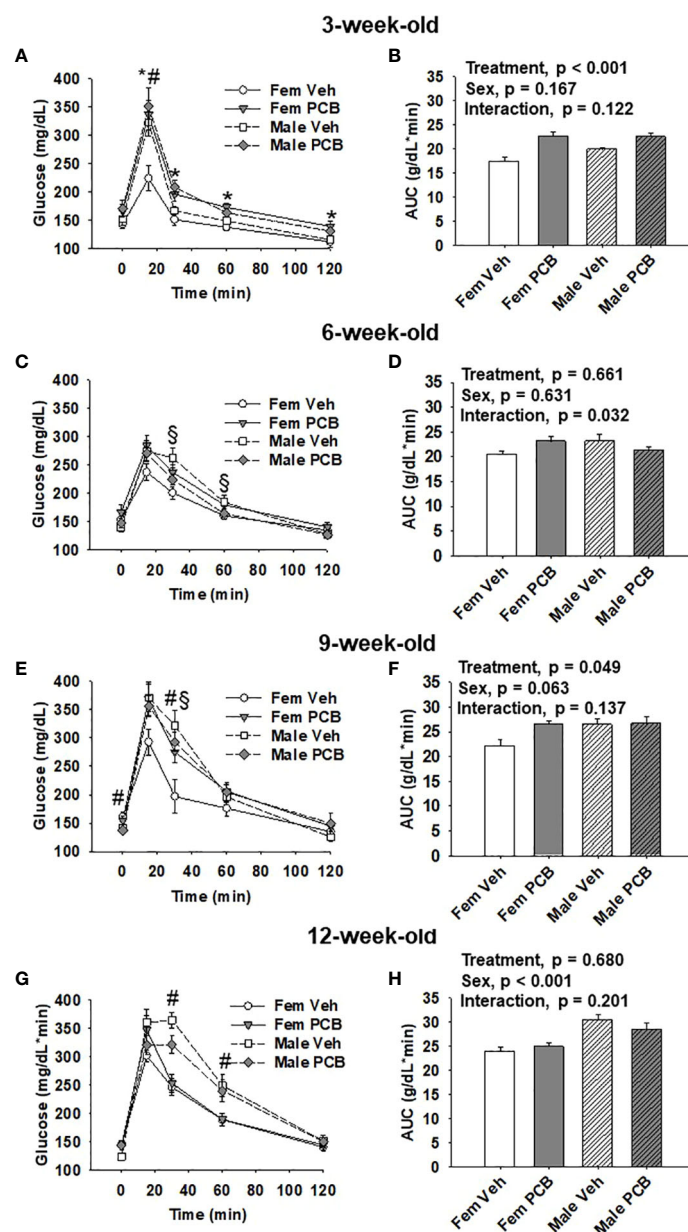 3-week-old
A
Glucose (mg/dL)
400
350
300
250
200
150
100
* #
*
*
*
Fem Veh
Fem PCB
Male Veh
Male PCB
0 20 40 60 80 100 120
Time (min)
B
AUC (g/dL*min)
35
30
25
20
15
10
5
0
Treatment, p < 0.001
Sex, p = 0.167
Interaction, p = 0.122
Fem Veh
Fem PCB
Male Veh
Male PCB
6-week-old
C
Glucose (mg/dL)
400
350
300
250
200
150
100
§
§
Fem Veh
Fem PCB
Male Veh
Male PCB
0 20 40 60 80 100 120
Time (min)
D
AUC (g/dL*min)
35
30
25
20
15
10
5
0
Treatment, p = 0.661
Sex, p = 0.631
Interaction, p = 0.032
Fem Veh
Fem PCB
Male Veh
Male PCB
9-week-old
E
Glucose (mg/dL)
400
350
300
250
200
150
100
#
# §
Fem Veh
Fem PCB
Male Veh
Male PCB
0 20 40 60 80 100 120
Time (min)
F
AUC (g/dL*min)
35
30
25
20
15
10
5
0
Treatment, p = 0.049
Sex, p = 0.063
Interaction, p = 0.137
Fem Veh
Fem PCB
Male Veh
Male PCB
12-week-old
G
Glucose (mg/dL*min)
400
350
300
250
200
150
100
#
#
Fem Veh
Fem PCB
Male Veh
Male PCB
0 20 40 60 80 100 120
Time (min)
H
AUC (g/dL*min)
35
30
25
20
15
10
5
0
Treatment, p = 0.680
Sex, p < 0.001
Interaction, p = 0.201
Fem Veh
Fem PCB
Male Veh
Male PCB